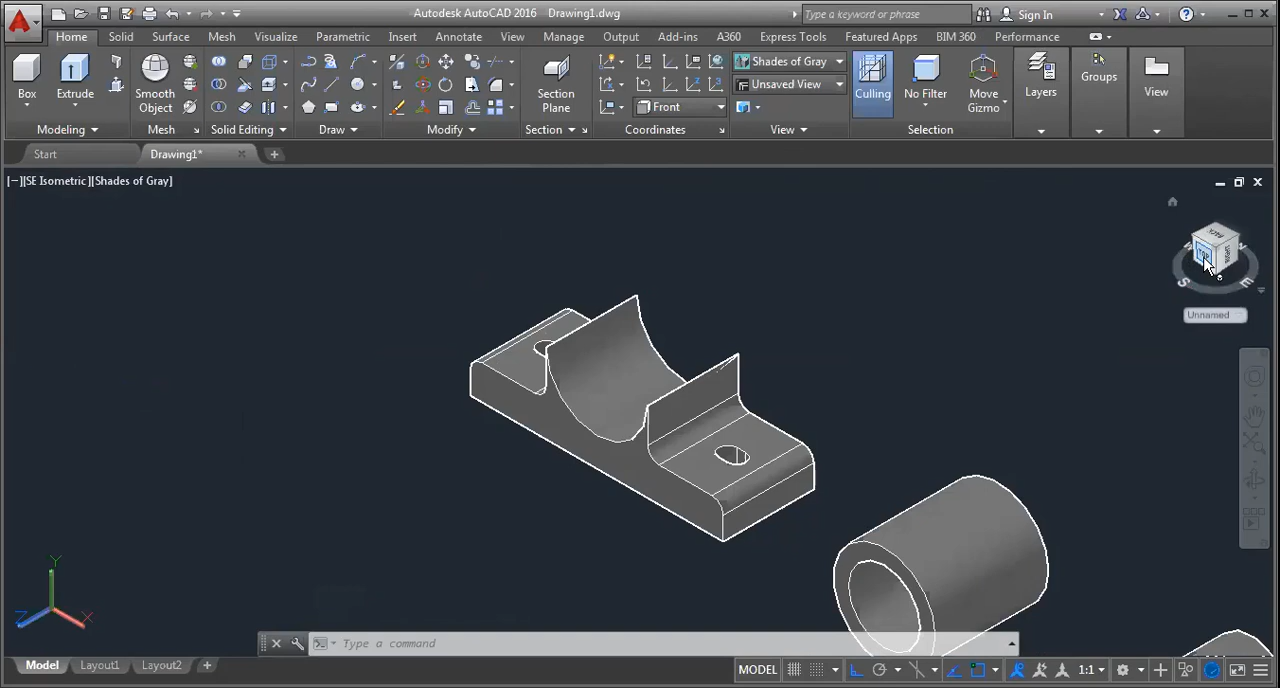 Autodesk AutoCAD 2016 Drawing1.dwg
Type a keyword or phrase
Sign In
Home Solid Surface Mesh Visualize Parametric Insert Annotate View Manage Output Add-ins A360 Express Tools Featured Apps BIM 360 Performance
Box
Extrude
Smooth
Object
Section
Plane
Shades of Gray
Unsaved View
Front
Culling
No Filter
Move
Gizmo
Layers
Groups
View
Modeling
Mesh
Solid Editing
Draw
Modify
Section
Coordinates
View
Selection
Start
Drawing1*
[−][SE Isometric][Shades of Gray]
BACK
TOP
S
E
Unnamed
Y
Z
X
Type a command
Model
Layout1
Layout2
MODEL
1:1